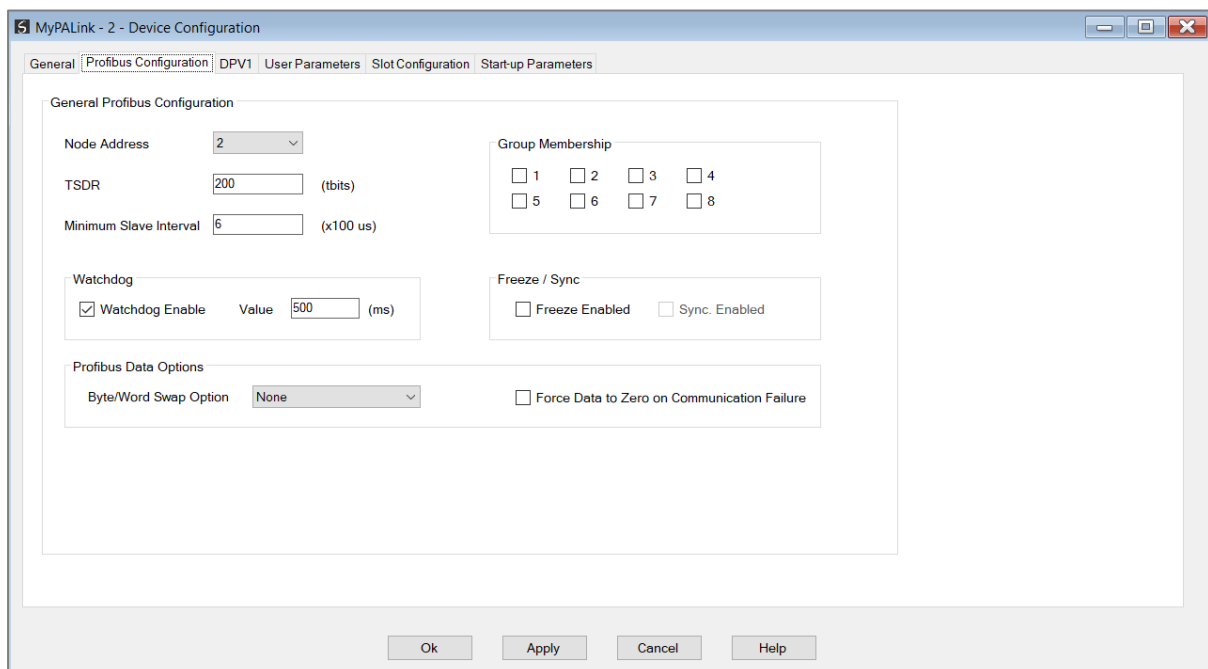 MyPALink - 2 - Device Configuration
General Profibus Configuration DPV1 User Parameters Slot Configuration Start-up Parameters
General Profibus Configuration
Node Address 2
TSDR 200 (tbits)
Minimum Slave Interval 6 (x100 us)
Group Membership
1 2 3 4
5 6 7 8
Watchdog
Watchdog Enable Value 500 (ms)
Freeze / Sync
Freeze Enabled Sync. Enabled
Profibus Data Options
Byte/Word Swap Option None
Force Data to Zero on Communication Failure
Ok Apply Cancel Help